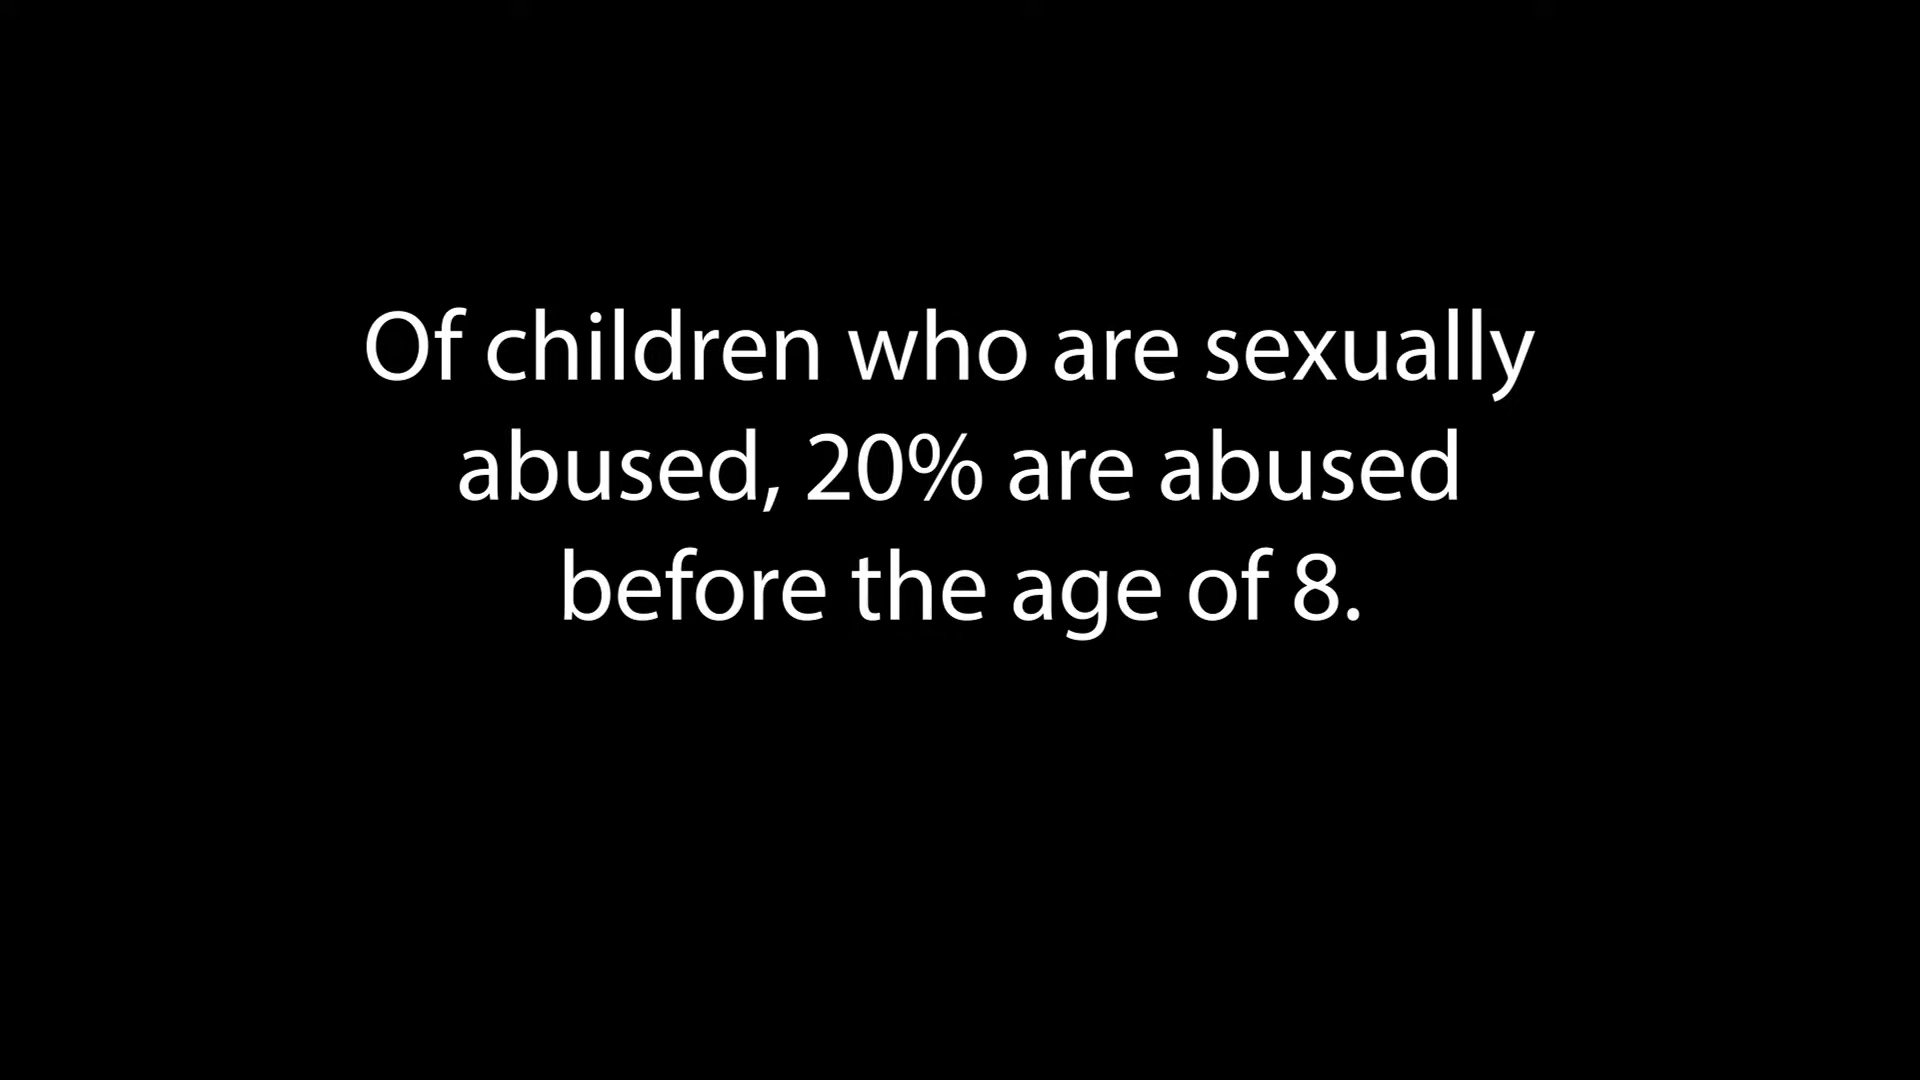 Of children who are sexually
abused, 20% are abused
before the age of 8.